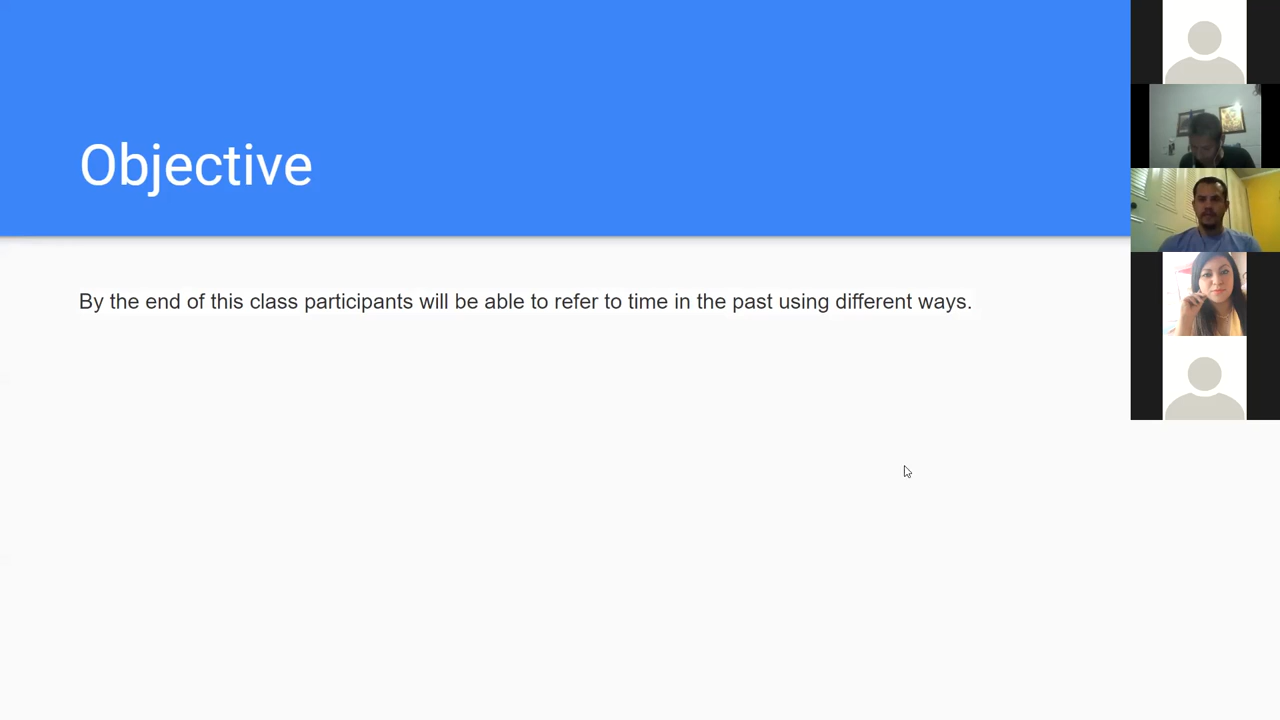 Objective
By the end of this class participants will be able to refer to time in the past using different ways.